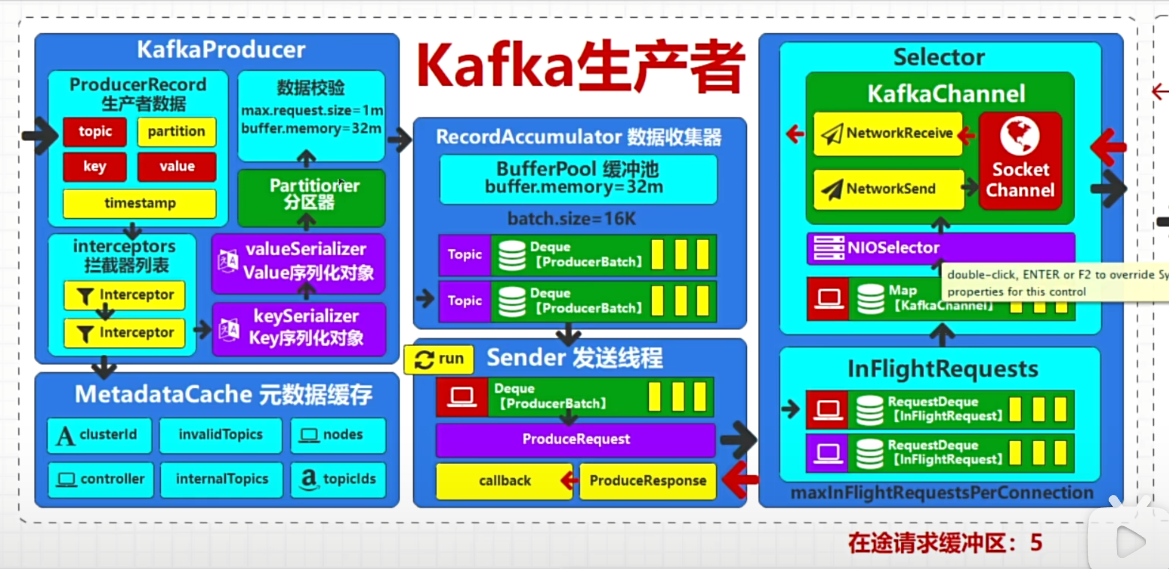 Kafka生产者
KafkaProducer
ProducerRecord
生产者数据
topic
partition
key
value
timestamp
interceptors
拦截器列表
Interceptor
Interceptor
数据校验
max.request.size=1m
buffer.memory=32m
Partitioner
分区器
valueSerializer
Value序列化对象
keySerializer
Key序列化对象
MetadataCache 元数据缓存
clusterId
invalidTopics
nodes
controller
internalTopics
topicIds
RecordAccumulator 数据收集器
BufferPool 缓冲池
buffer.memory=32m
batch.size=16K
Topic
Deque
【ProducerBatch】
Topic
Deque
【ProducerBatch】
run
Sender 发送线程
Deque
【ProducerBatch】
ProduceRequest
callback
ProduceResponse
Selector
KafkaChannel
NetworkReceive
NetworkSend
Socket
Channel
NIOSelector
double-click, ENTER or F2 to override Sy
properties for this control
Map
【KafkaChannel】
InFlightRequests
RequestDeque
【InFlightRequest】
RequestDeque
【InFlightRequest】
maxInFlightRequestsPerConnection
在途请求缓冲区：5